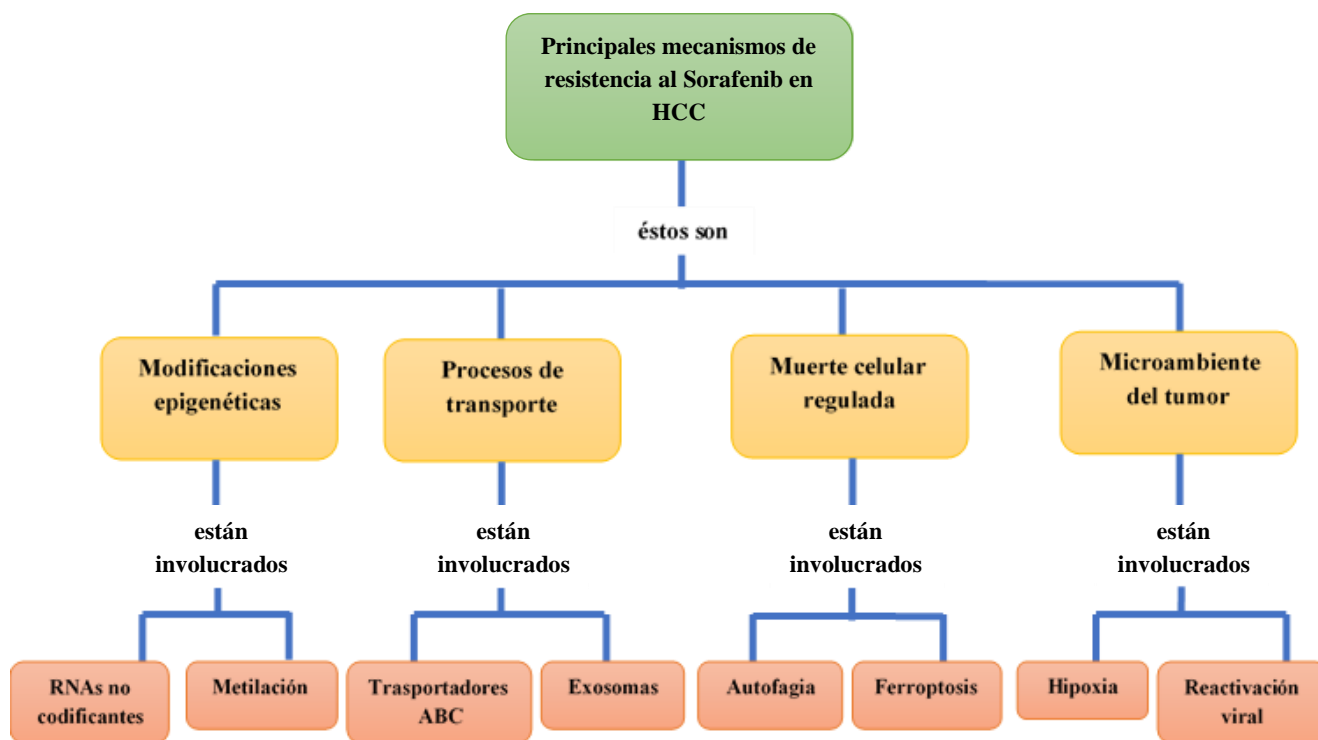 Principales mecanismos de
resistencia al Sorafenib en
HCC
éstos son
Modificaciones
epigenéticas
Procesos de
transporte
Muerte celular
regulada
Microambiente
del tumor
están
involucrados
están
involucrados
están
involucrados
están
involucrados
RNAs no
codificantes
Metilación
Trasportadores
ABC
Exosomas
Autofagia
Ferroptosis
Hipoxia
Reactivación
viral